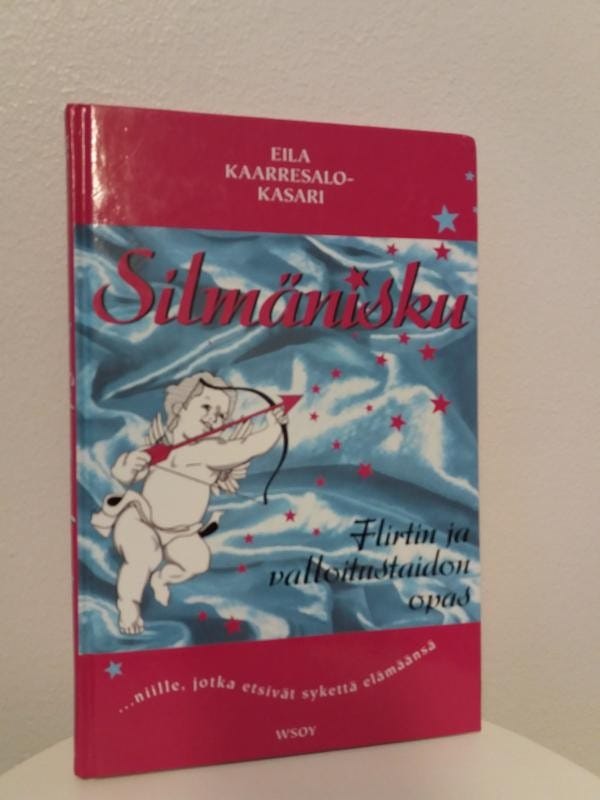 EILA
KAARRESALO-
KASARI
Silmänisku
Flirtin ja
valloitustaidon
opas
...niille, jotka etsivät sykettä elämäänsä
WSOY